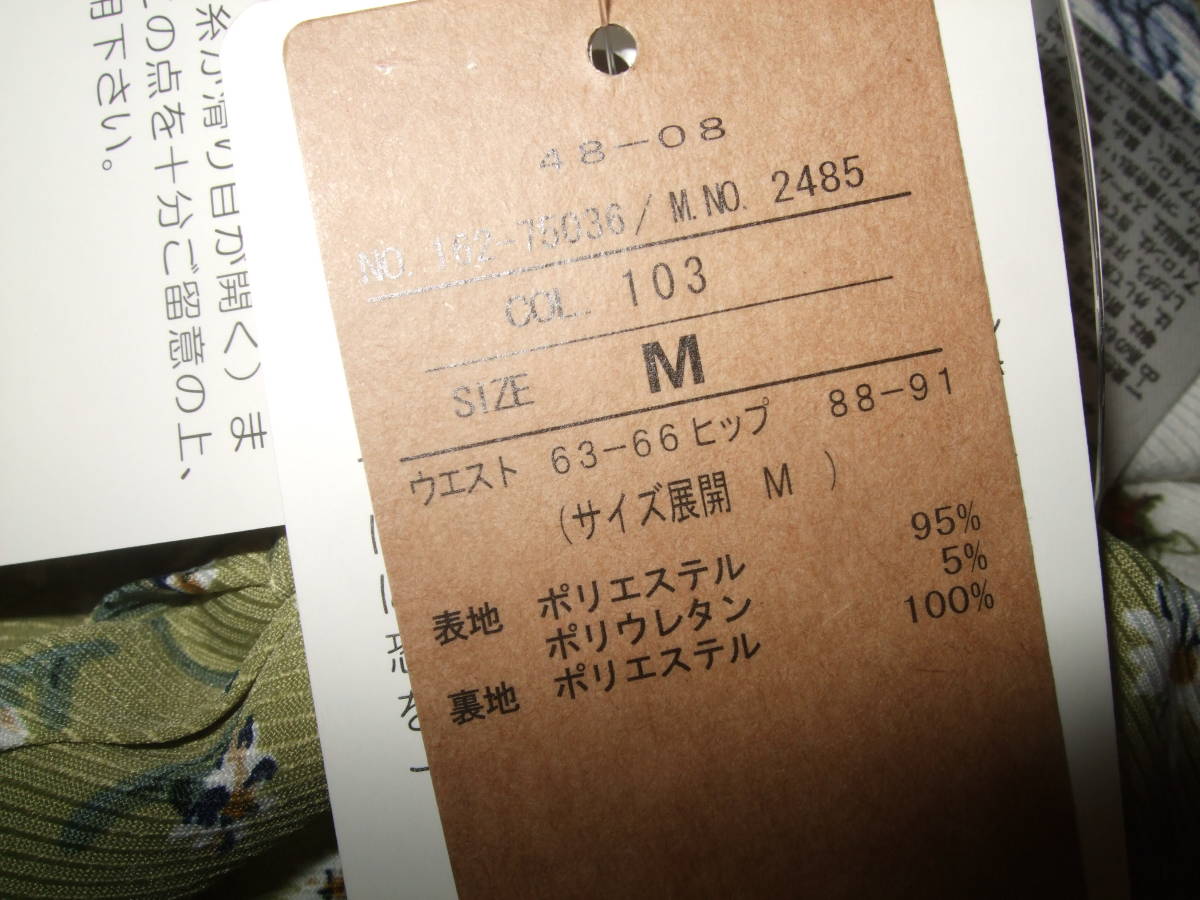 48-08
NO. 162-75036/ M.NO. 2485
COL. 103
SIZE M
ウエスト 63-66 ヒップ 88-91
(サイズ展開 M )
表地 ポリエステル 95%
ポリウレタン 5%
裏地 ポリエステル 100%
糸が滑り目が開く）ま
の点を十分ご留意の上、
用下さい。